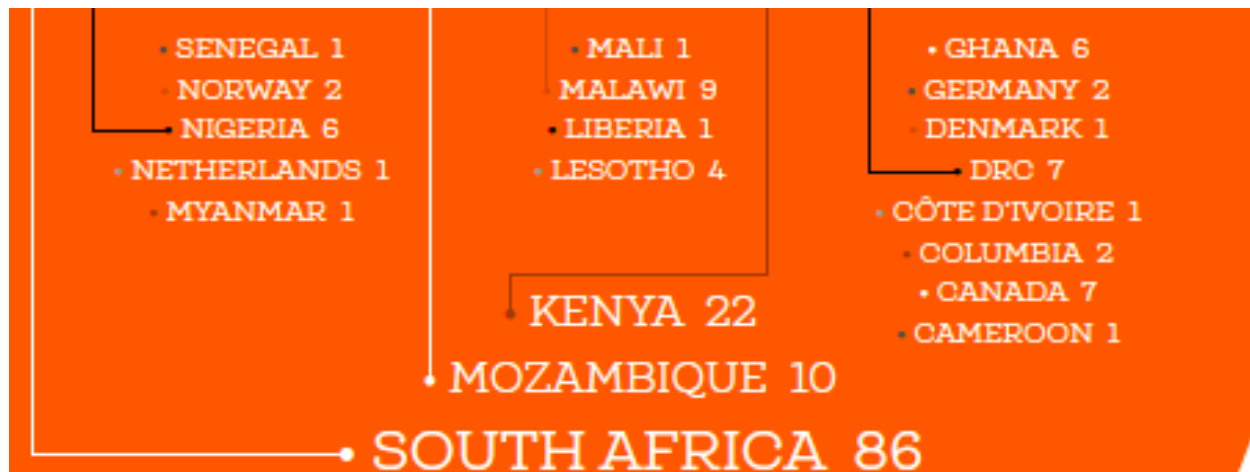 SENEGAL 1
NORWAY 2
NIGERIA 6
NETHERLANDS 1
MYANMAR 1
MALI 1
MALAWI 9
LIBERIA 1
LESOTHO 4
GHANA 6
GERMANY 2
DENMARK 1
DRC 7
CÔTE D'IVOIRE 1
COLUMBIA 2
CANADA 7
CAMEROON 1
KENYA 22
MOZAMBIQUE 10
SOUTH AFRICA 86